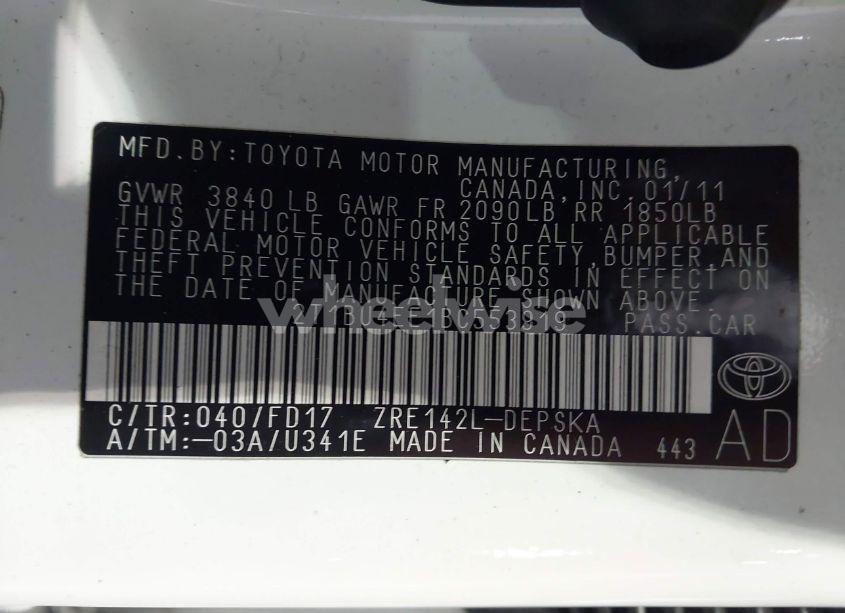 MFD.BY:TOYOTA MOTOR MANUFACTURING,
CANADA,INC. 01/11
GVWR 3840 LB GAWR FR 2090LB RR 1850LB
THIS VEHICLE CONFORMS TO ALL APPLICABLE
FEDERAL MOTOR VEHICLE SAFETY,BUMPER,AND
THEFT PREVENTION STANDARDS IN EFFECT ON
THE DATE OF MANUFACTURE SHOWN ABOVE.
wheelwise
PASS.CAR
C/TR:040/FD17 ZRE142L-DEPSKA
A/TM:-03A/U341E MADE IN CANADA 443
AD